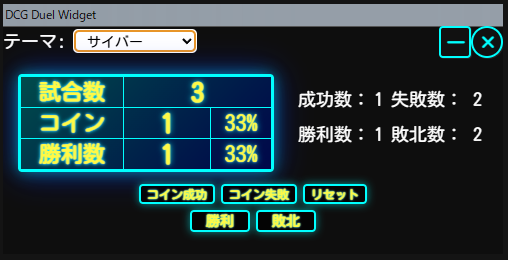 DCG Duel Widget
テーマ: サイバー
試合数 3
コイン 1 33%
勝利数 1 33%
成功数： 1 失敗数： 2
勝利数： 1 敗北数： 2
コイン成功 コイン失敗 リセット
勝利 敗北